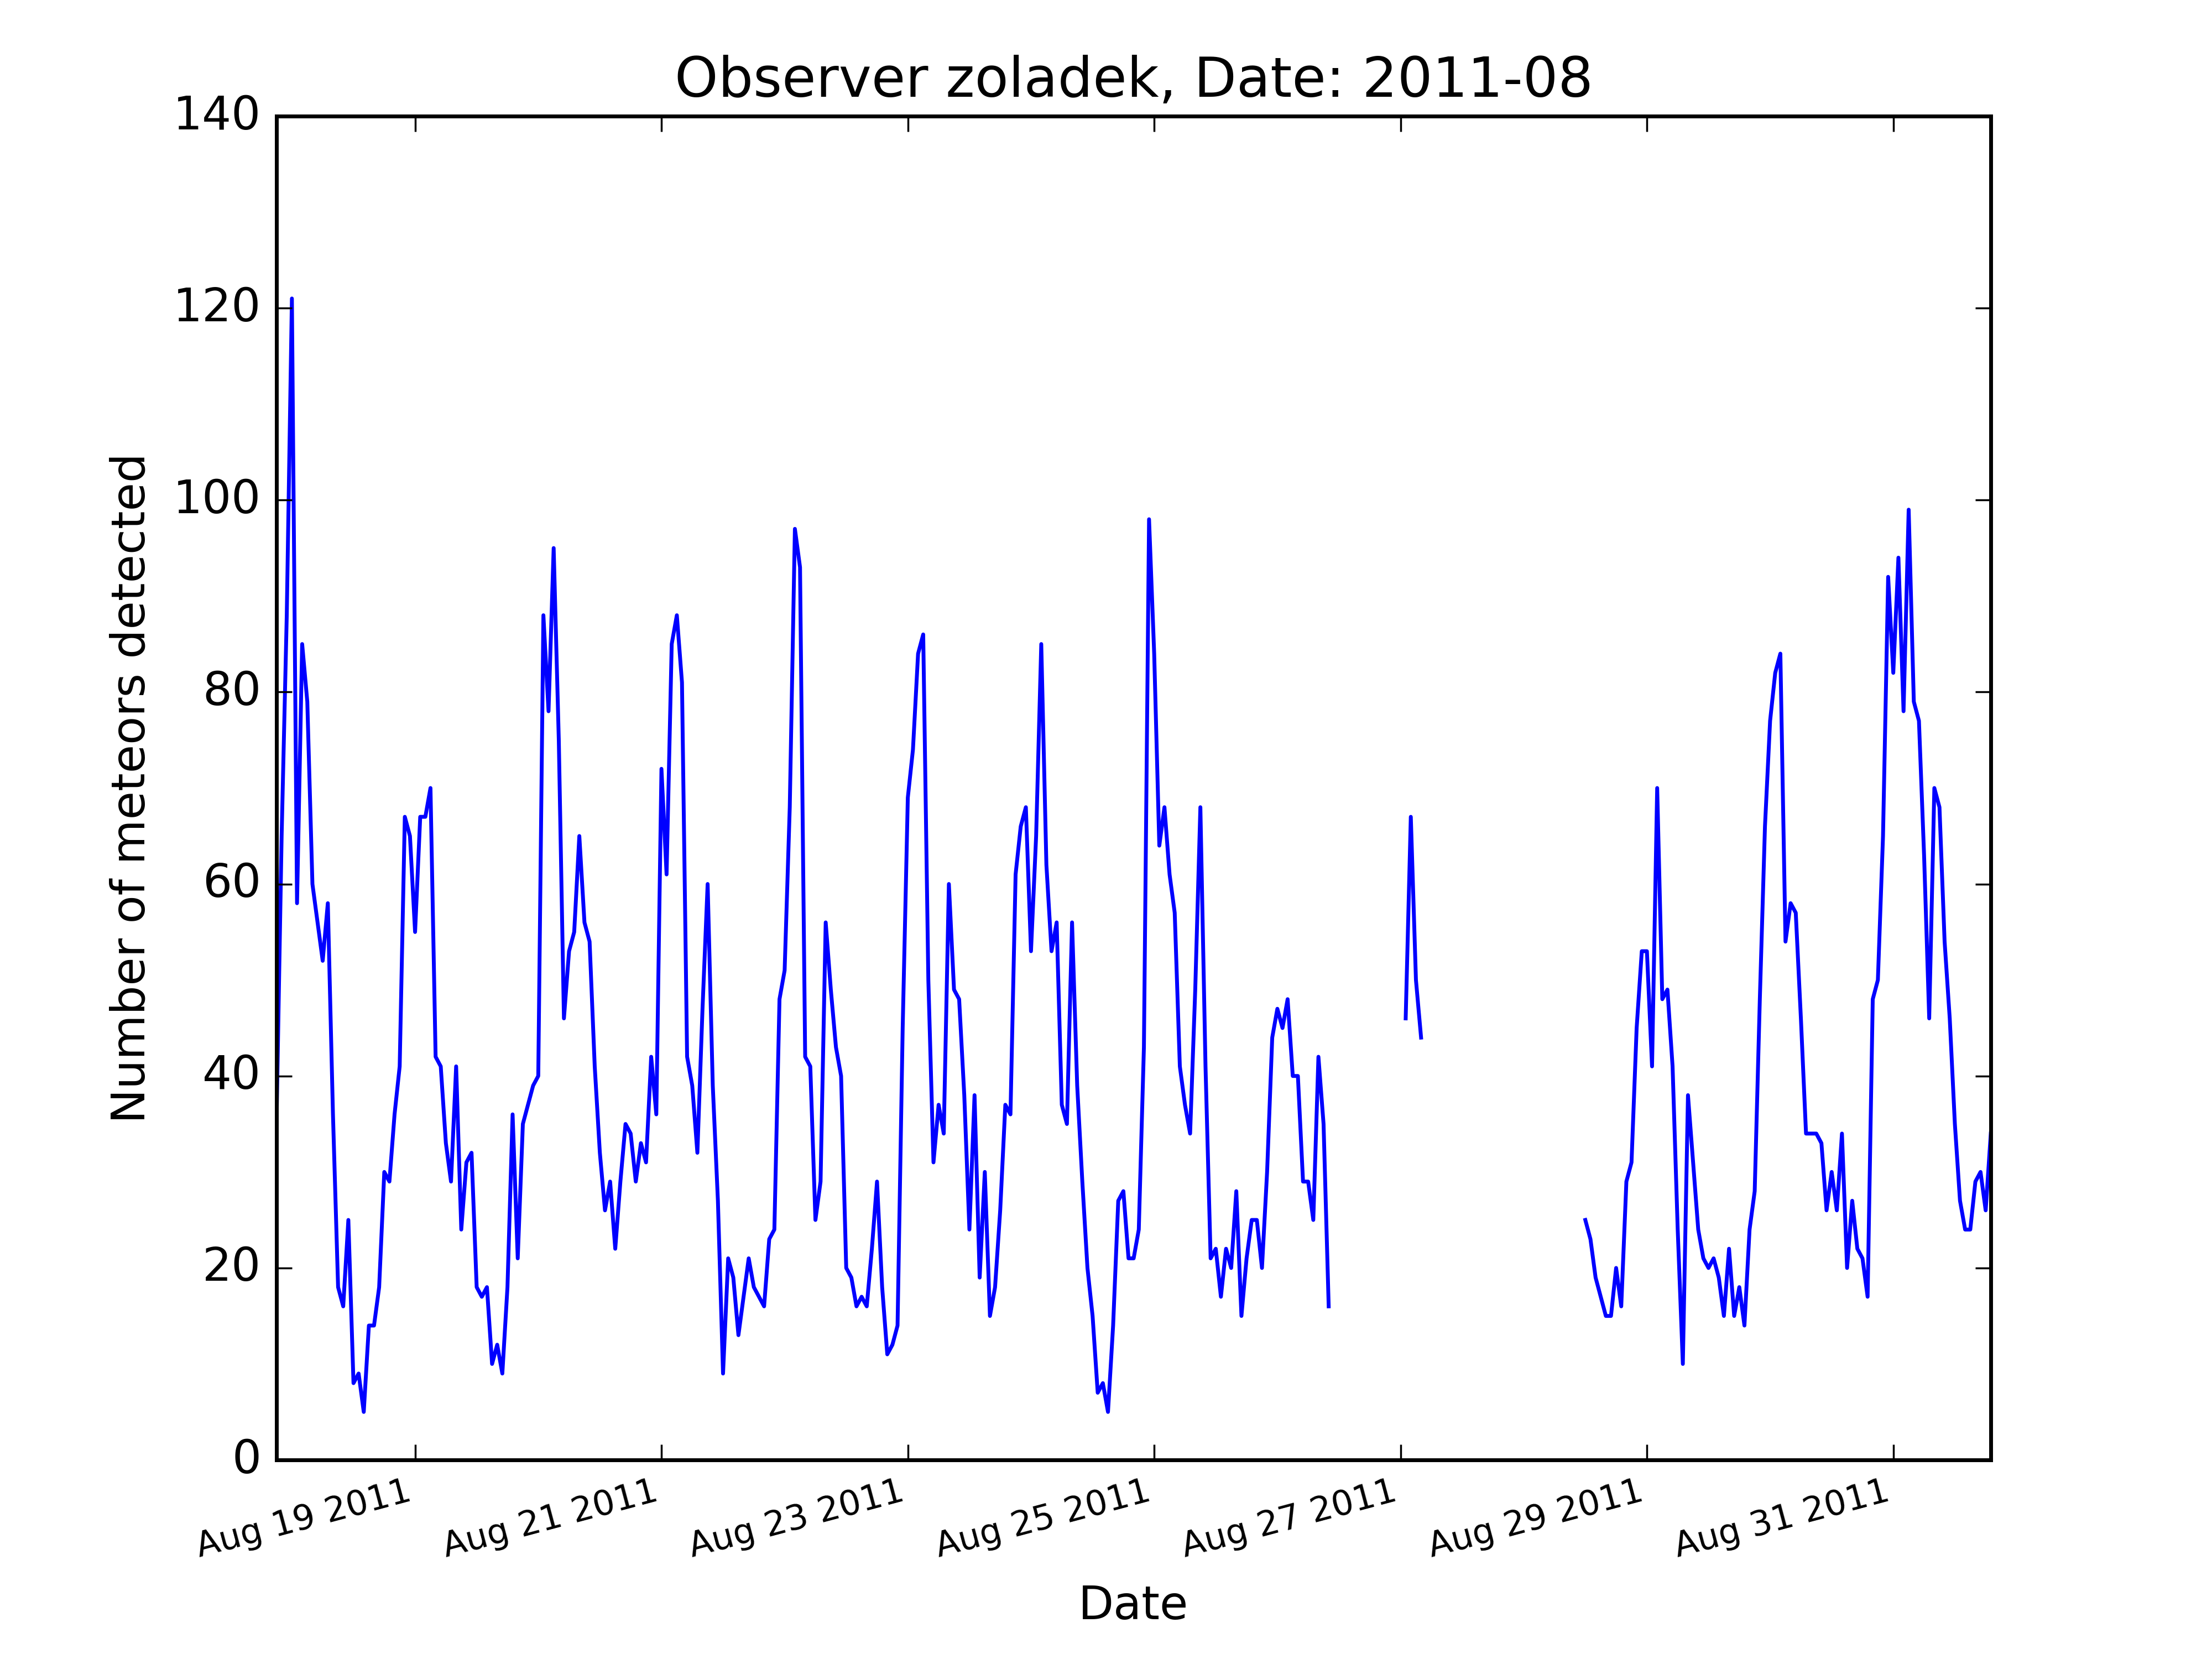 Observer zoladek, Date: 2011-08
140
120
100
80
60
40
20
0
Number of meteors detected
Aug 19 2011
Aug 21 2011
Aug 23 2011
Aug 25 2011
Aug 27 2011
Aug 29 2011
Aug 31 2011
Date